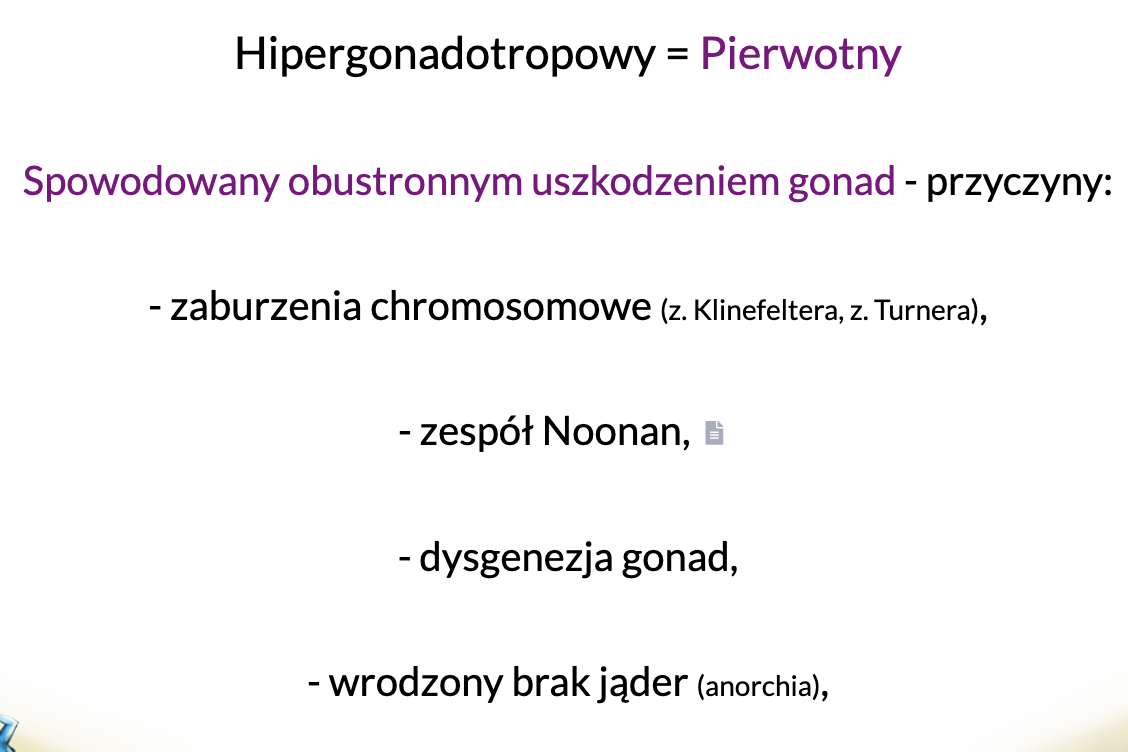 Hipergonadotropowy = Pierwotny
Spowodowany obustronnym uszkodzeniem gonad - przyczyny:
- zaburzenia chromosomowe (z. Klinefeltera, z. Turnera),
- zespół Noonan,
- dysgenezja gonad,
- wrodzony brak jąder (anorchia),